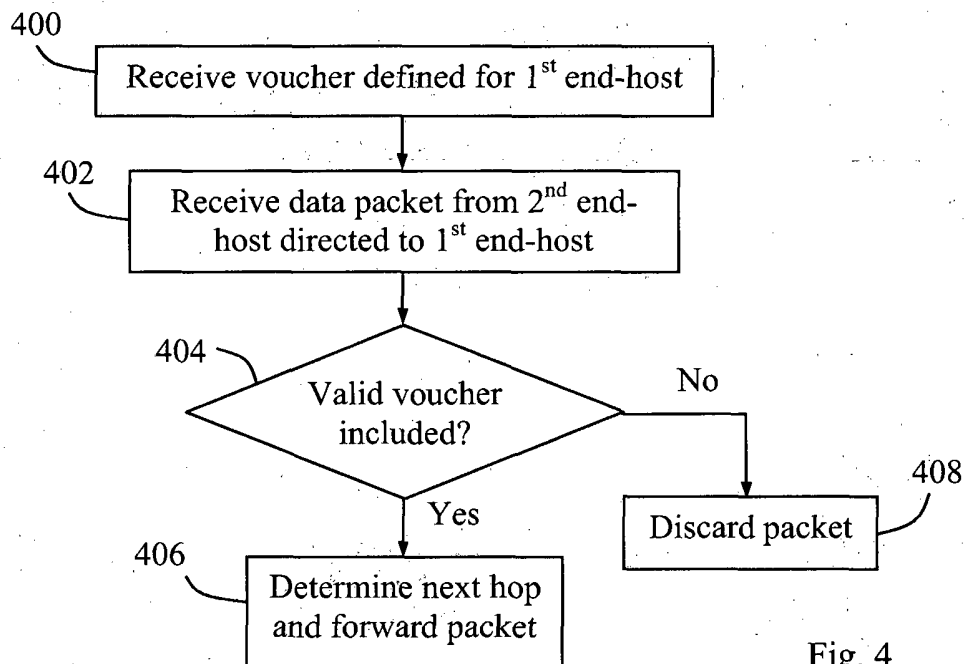 400
Receive voucher defined for 1st end-host
402
Receive data packet from 2nd end-
host directed to 1st end-host
404
Valid voucher
included?
No
Yes
408
Discard packet
406
Determine next hop
and forward packet
Fig. 4